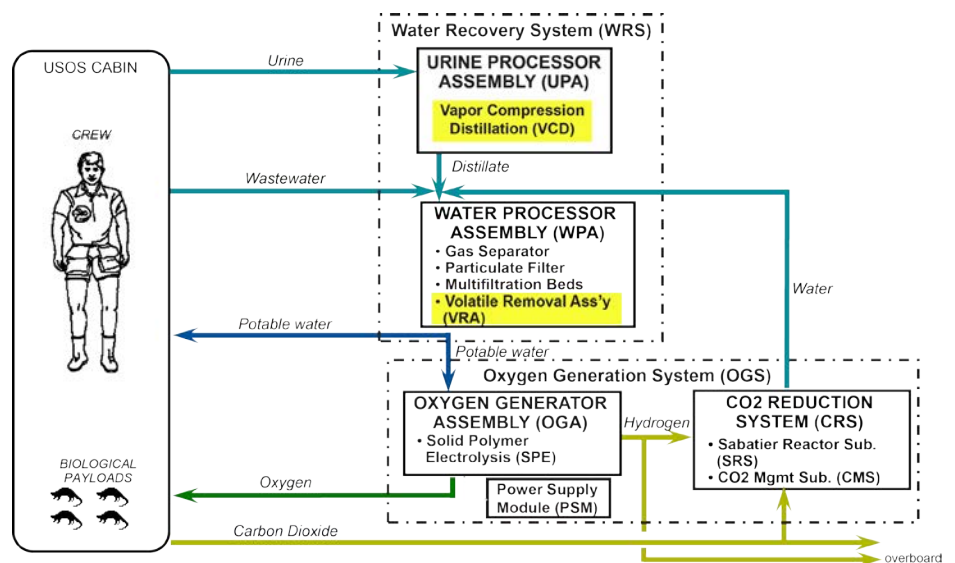 Water Recovery System (WRS)
USOS CABIN
Urine
URINE PROCESSOR
ASSEMBLY (UPA)
Vapor Compression
Distillation (VCD)
CREW
Distillate
Wastewater
WATER PROCESSOR
ASSEMBLY (WPA)
• Gas Separator
• Particulate Filter
• Multifiltration Beds
• Volatile Removal Ass'y
(VRA)
Water
Potable water
Potable water
Oxygen Generation System (OGS)
OXYGEN GENERATOR
ASSEMBLY (OGA)
• Solid Polymer
Electrolysis (SPE)
Hydrogen
CO2 REDUCTION
SYSTEM (CRS)
• Sabatier Reactor Sub.
(SRS)
• CO2 Mgmt Sub. (CMS)
BIOLOGICAL
PAYLOADS
Oxygen
Power Supply
Module (PSM)
Carbon Dioxide
overboard